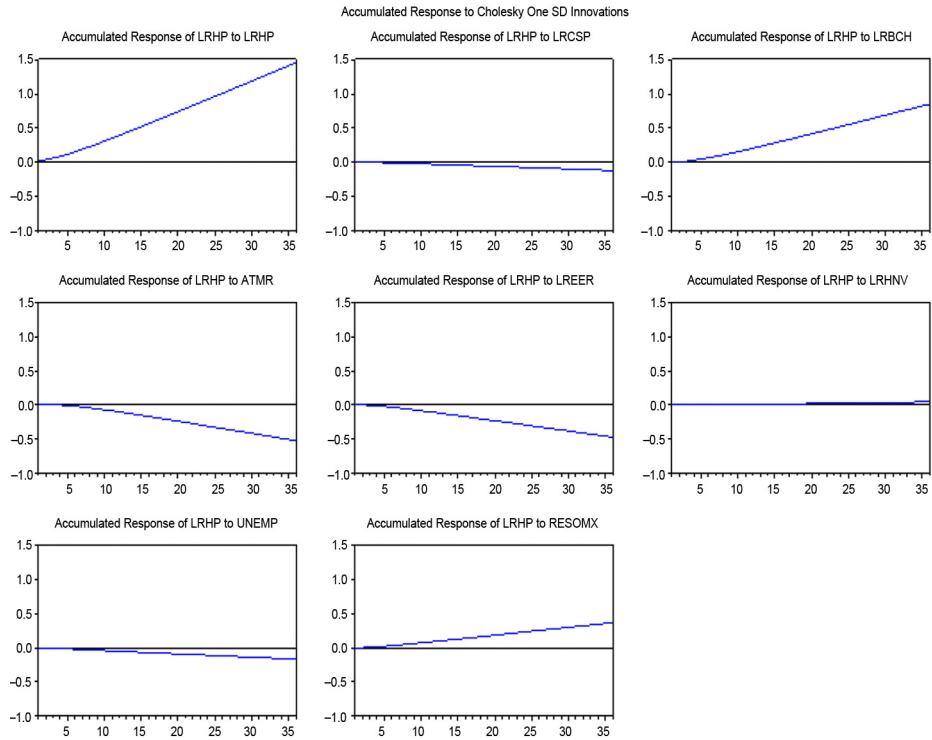 Accumulated Response to Cholesky One SD Innovations
Accumulated Response of LRHP to LRHP
1.5
1.0
0.5
0.0
–0.5
–1.0
5 10 15 20 25 30 35
Accumulated Response of LRHP to LRCSP
1.5
1.0
0.5
0.0
–0.5
–1.0
5 10 15 20 25 30 35
Accumulated Response of LRHP to LRBCH
1.5
1.0
0.5
0.0
–0.5
–1.0
5 10 15 20 25 30 35
Accumulated Response of LRHP to ATMR
1.5
1.0
0.5
0.0
–0.5
–1.0
5 10 15 20 25 30 35
Accumulated Response of LRHP to LREER
1.5
1.0
0.5
0.0
–0.5
–1.0
5 10 15 20 25 30 35
Accumulated Response of LRHP to LRHNV
1.5
1.0
0.5
0.0
–0.5
–1.0
5 10 15 20 25 30 35
Accumulated Response of LRHP to UNEMP
1.5
1.0
0.5
0.0
–0.5
–1.0
5 10 15 20 25 30 35
Accumulated Response of LRHP to RESOMX
1.5
1.0
0.5
0.0
–0.5
–1.0
5 10 15 20 25 30 35